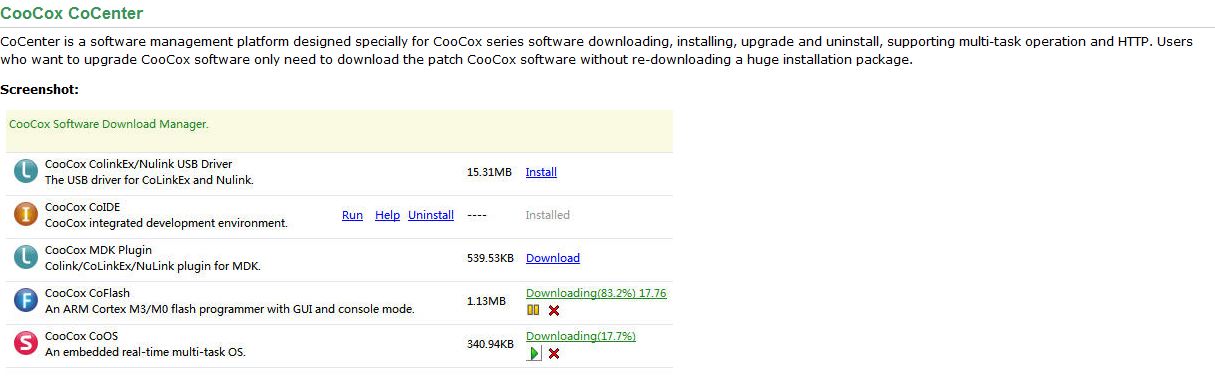 CooCox CoCenter
CoCenter is a software management platform designed specially for CooCox series software downloading, installing, upgrade and uninstall, supporting multi-task operation and HTTP. Users
who want to upgrade CooCox software only need to download the patch CooCox software without re-downloading a huge installation package.
Screenshot:
CooCox Software Download Manager.
L CooCox ColinkEx/Nulink USB Driver
The USB driver for CoLinkEx and Nulink. 15.31MB Install
I CooCox CoIDE
CooCox integrated development environment. Run Help Uninstall ---- Installed
L CooCox MDK Plugin
Colink/CoLinkEx/NuLink plugin for MDK. 539.53KB Download
F CooCox CoFlash
An ARM Cortex M3/M0 flash programmer with GUI and console mode. 1.13MB Downloading(83.2%) 17.76
S CooCox CoOS
An embedded real-time multi-task OS. 340.94KB Downloading(17.7%)